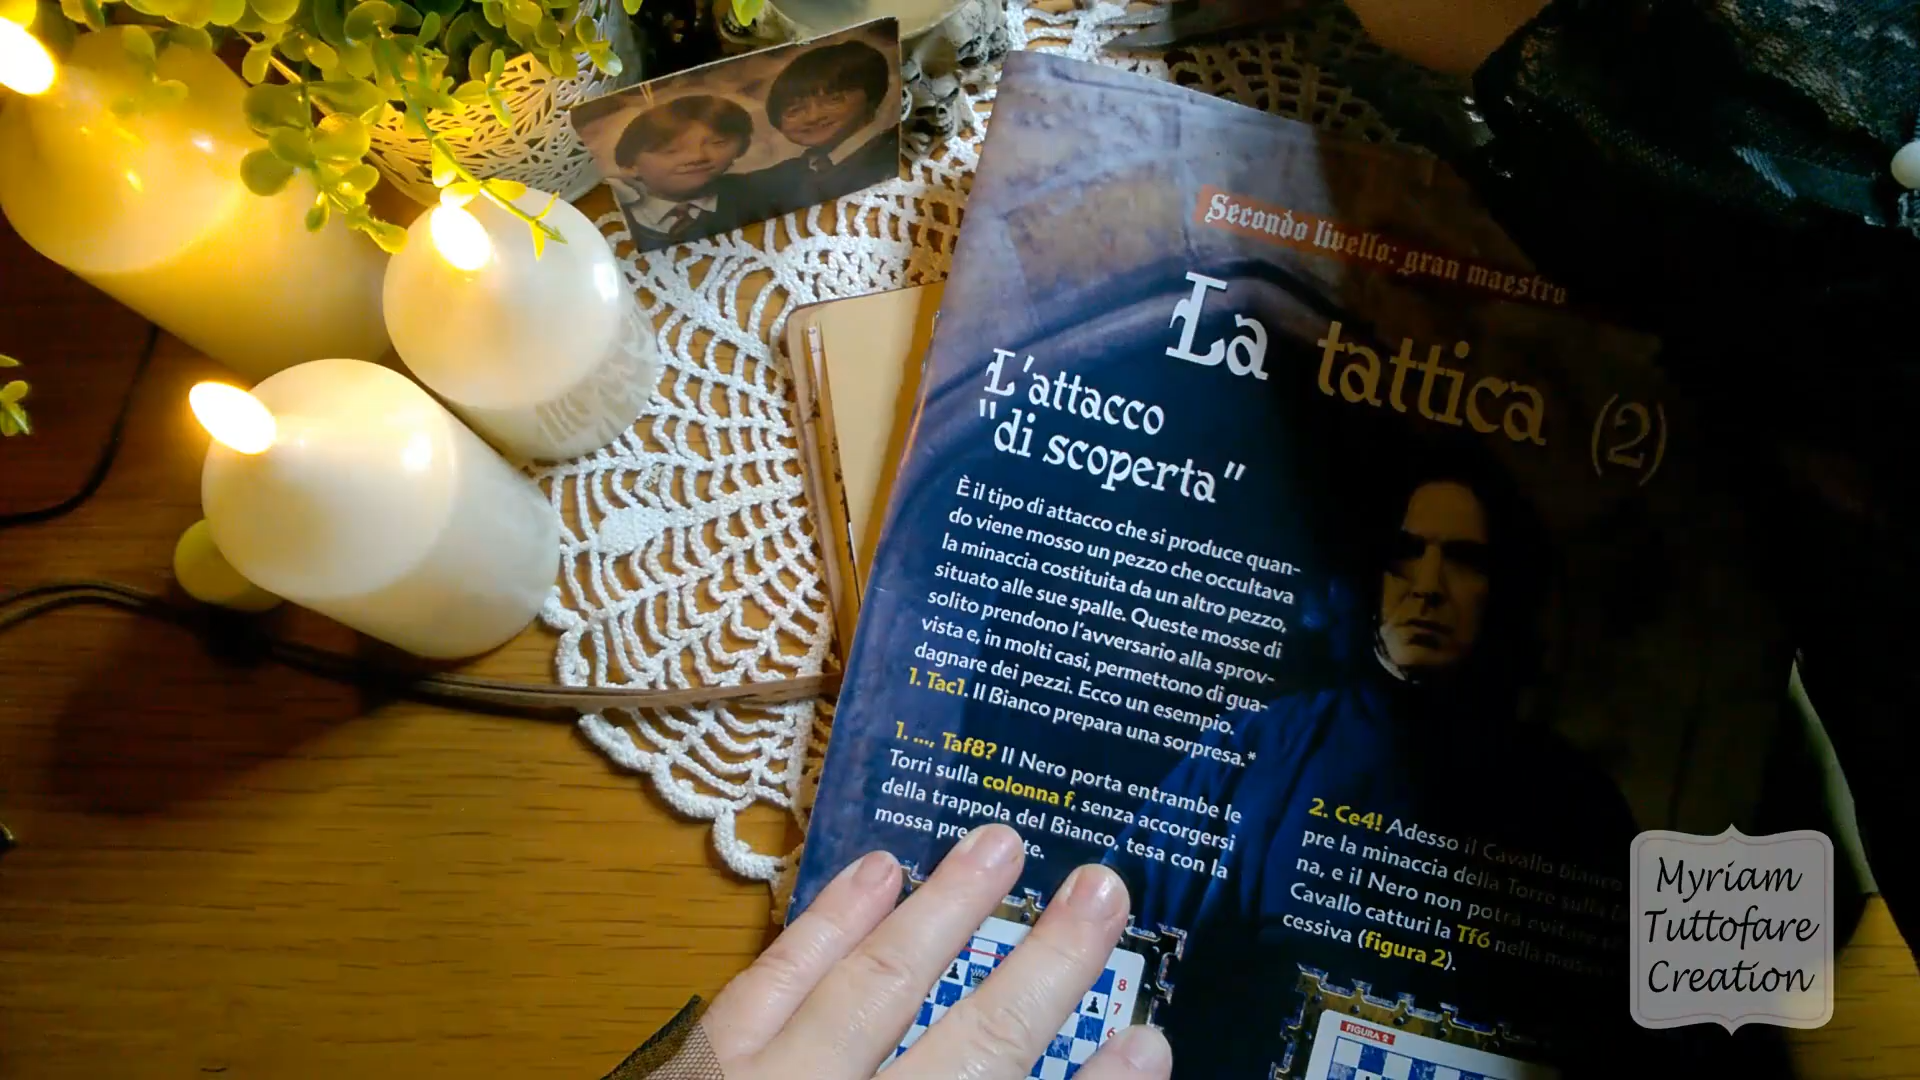 Secondo livello: gran maestro
La tattica (2)
L'attacco
"di scoperta"
È il tipo di attacco che si produce quan-
do viene mosso un pezzo che occultava
la minaccia costituita da un altro pezzo,
situato alle sue spalle. Queste mosse di
solito prendono l'avversario alla sprov-
vista e, in molti casi, permettono di gua-
dagnare dei pezzi. Ecco un esempio.
1. Tac1. Il Bianco prepara una sorpresa.*
1. ..., Taf8? Il Nero porta entrambe le
Torri sulla colonna f, senza accorgersi
della trappola del Bianco, tesa con la
mossa pre te.
8
7
6
2. Ce4! Adesso il Cavallo bianco
pre la minaccia della Torre sulla
na, e il Nero non potrà evitare
Cavallo catturi la Tf6 nella
cessiva (figura 2).
FIGURA 2
Myriam
Tuttofare
Creation